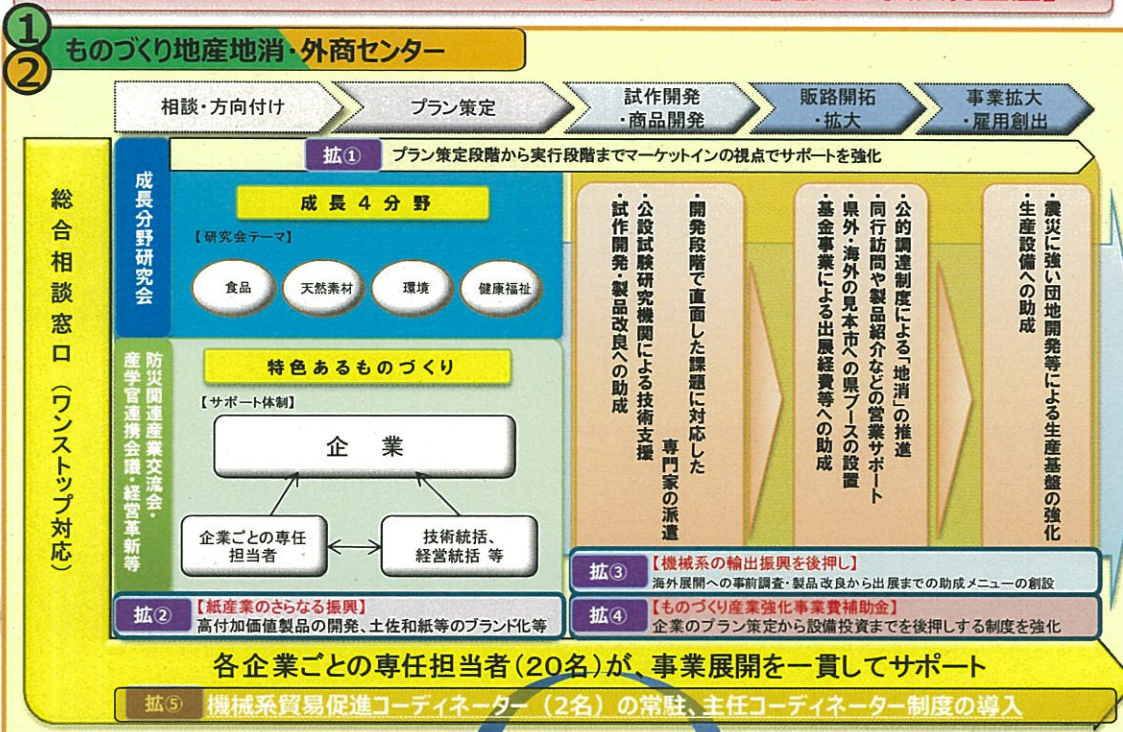 ①
②
ものづくり地産地消・外商センター
相談・方向付け
プラン策定
試作開発
・商品開発
販路開拓
・拡大
事業拡大
・雇用創出
総合相談窓口（ワンストップ対応）
成長分野研究会
拡① プラン策定段階から実行段階までマーケットインの視点でサポートを強化
成長４分野
【研究会テーマ】
食品
天然素材
環境
健康福祉
防災関連産業交流会・
産学官連携会議・経営革新等
特色あるものづくり
【サポート体制】
企 業
企業ごとの専任
担当者
技術統括、
経営統括 等
・開発段階で直面した課題に対応した
専門家の派遣
・公設試験研究機関による技術支援
・試作開発・製品改良への助成
・公的調達制度による「地消」の推進
・同行訪問や製品紹介などの営業サポート
・県外・海外の見本市への県ブースの設置
・基金事業による出展経費等への助成
・震災に強い団地開発等による生産基盤の強化
・生産設備への助成
拡② 【紙産業のさらなる振興】
高付加価値製品の開発、土佐和紙等のブランド化等
拡③ 【機械系の輸出振興を後押し】
海外展開への事前調査・製品改良から出展までの助成メニューの創設
拡④ 【ものづくり産業強化事業費補助金】
企業のプラン策定から設備投資までを後押しする制度を強化
各企業ごとの専任担当者（20名）が、事業展開を一貫してサポート
拡⑤ 機械系貿易促進コーディネーター（2名）の常駐、主任コーディネーター制度の導入